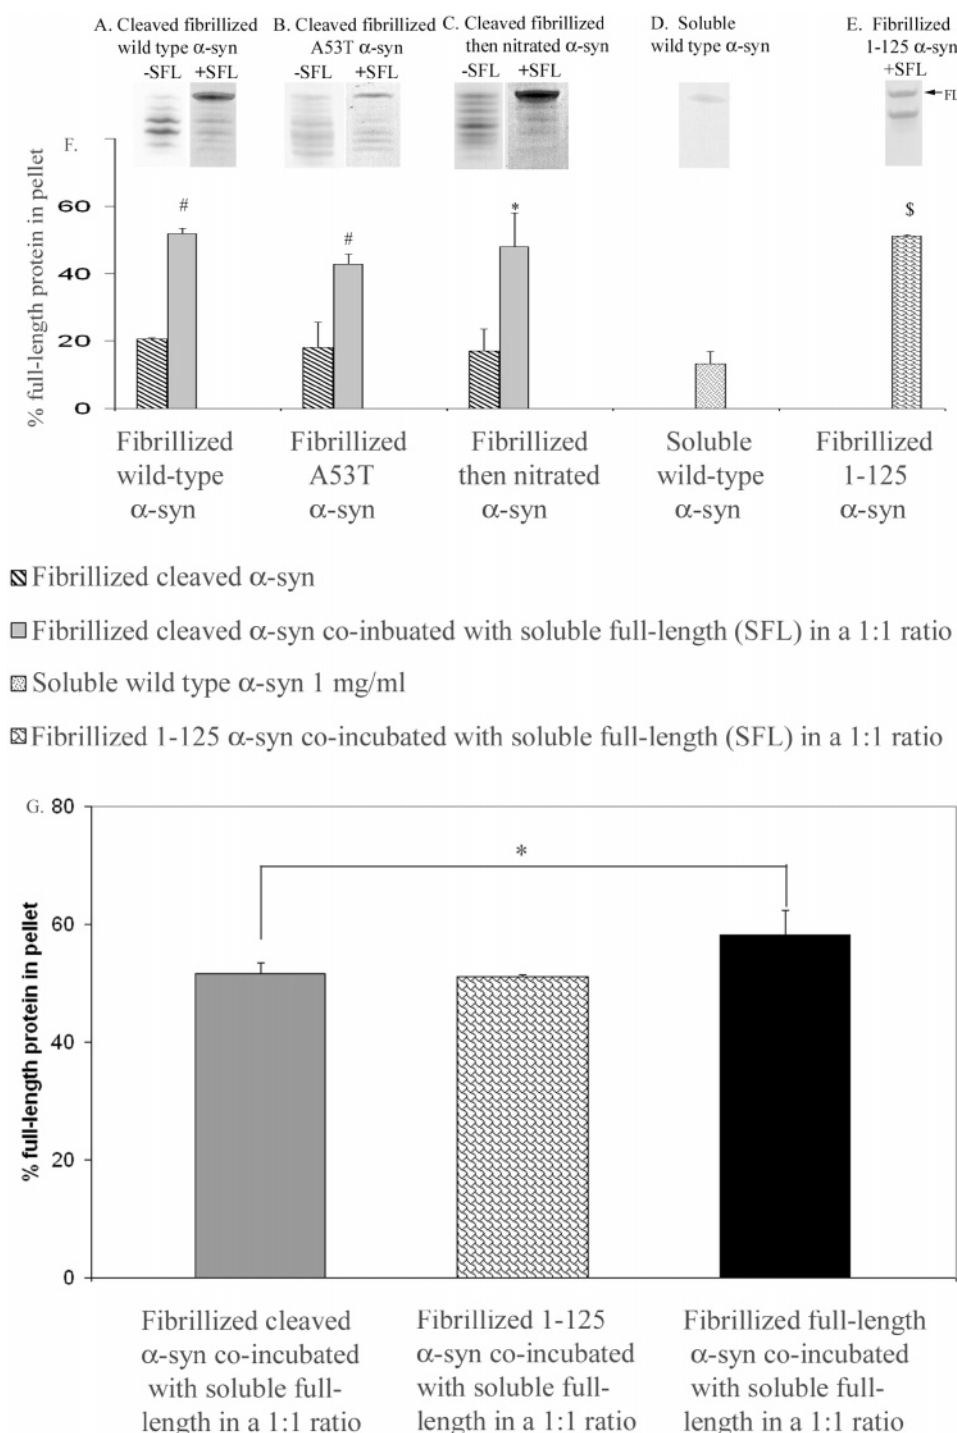 A. Cleaved fibrillized
wild type α-syn
-SFL +SFL
B. Cleaved fibrillized
A53T α-syn
-SFL +SFL
C. Cleaved fibrillized
then nitrated α-syn
-SFL +SFL
D. Soluble
wild type α-syn
E. Fibrillized
1-125 α-syn
+SFL
FL
F.
% full-length protein in pellet
60
40
20
0
#
#
*
$
Fibrillized
wild-type
α-syn
Fibrillized
A53T
α-syn
Fibrillized
then nitrated
α-syn
Soluble
wild-type
α-syn
Fibrillized
1-125
α-syn
Fibrillized cleaved α-syn
Fibrillized cleaved α-syn co-inbuated with soluble full-length (SFL) in a 1:1 ratio
Soluble wild type α-syn 1 mg/ml
Fibrillized 1-125 α-syn co-incubated with soluble full-length (SFL) in a 1:1 ratio
G.
% full-length protein in pellet
80
60
40
20
0
*
Fibrillized cleaved
α-syn co-incubated
with soluble full-
length in a 1:1 ratio
Fibrillized 1-125
α-syn co-incubated
with soluble full-
length in a 1:1 ratio
Fibrillized full-length
α-syn co-incubated
with soluble full-
length in a 1:1 ratio